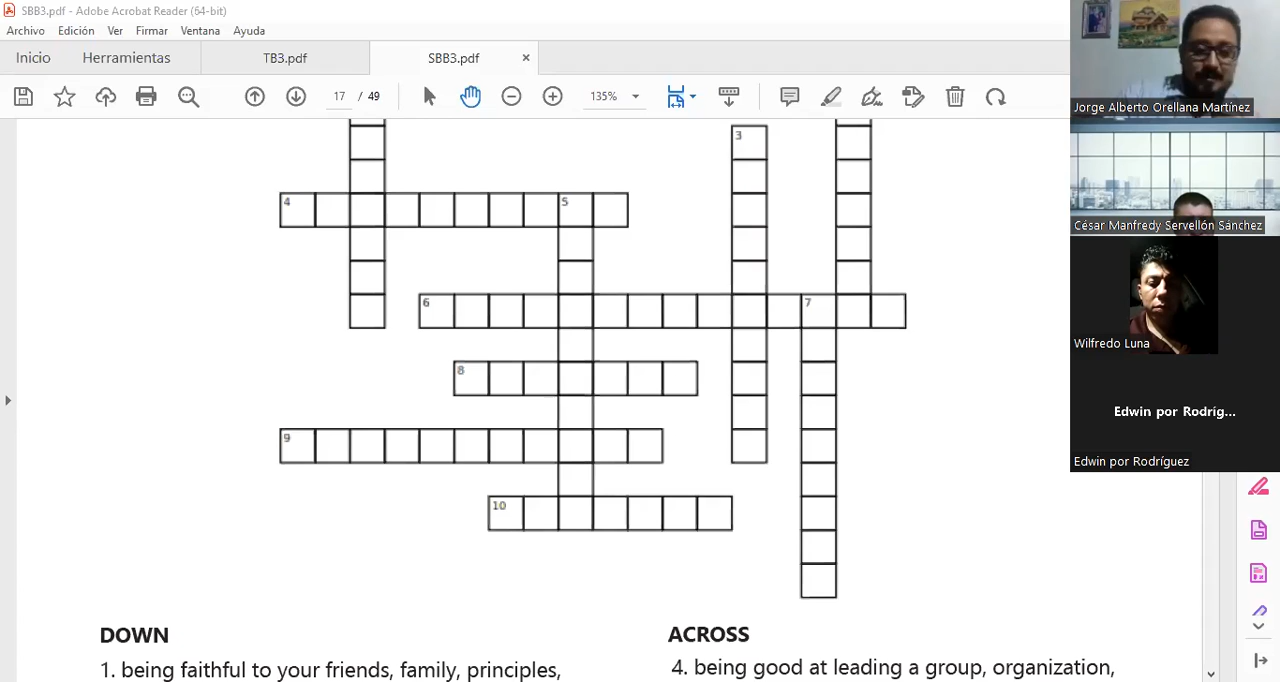 SBB3.pdf - Adobe Acrobat Reader (64-bit)
Archivo Edición Ver Firmar Ventana Ayuda
Inicio Herramientas TB3.pdf SBB3.pdf ×
17 / 49 135%
3
4 5
6 7
8
9
10
DOWN
1. being faithful to your friends, family, principles,
ACROSS
4. being good at leading a group, organization,
Jorge Alberto Orellana Martínez
César Manfredy Servellón Sánchez
Wilfredo Luna
Edwin por Rodríg...
Edwin por Rodríguez